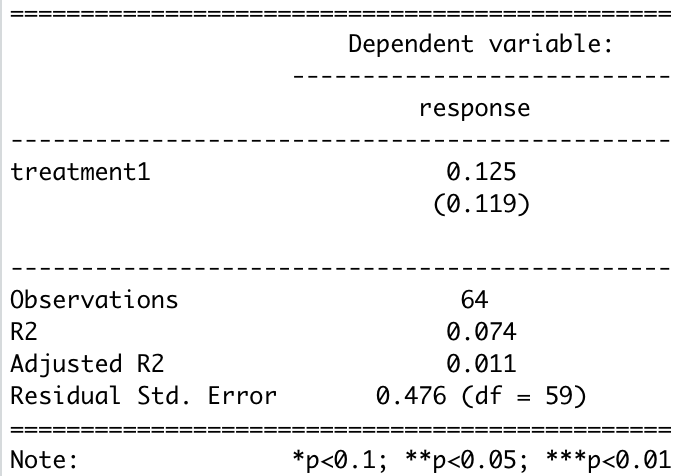 ===============================================
Dependent variable:
---------------------------
response
-----------------------------------------------
treatment1 0.125
(0.119)
-----------------------------------------------
Observations 64
R2 0.074
Adjusted R2 0.011
Residual Std. Error 0.476 (df = 59)
===============================================
Note: *p<0.1; **p<0.05; ***p<0.01